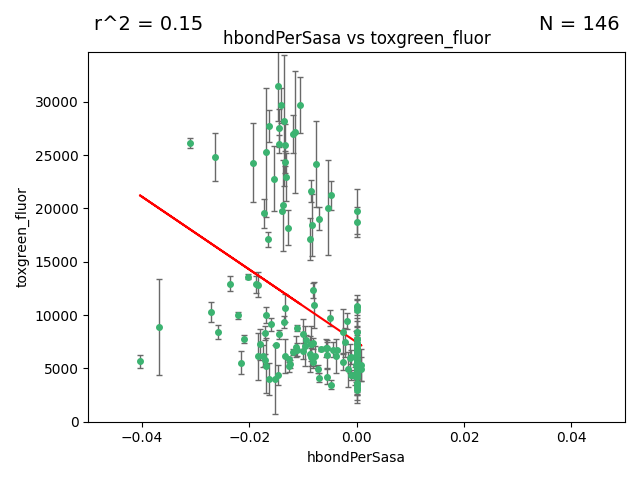 r^2 = 0.15
N = 146
hbondPerSasa vs toxgreen_fluor
30000
25000
20000
15000
10000
5000
0
toxgreen_fluor
−0.04
−0.02
0.00
0.02
0.04
hbondPerSasa